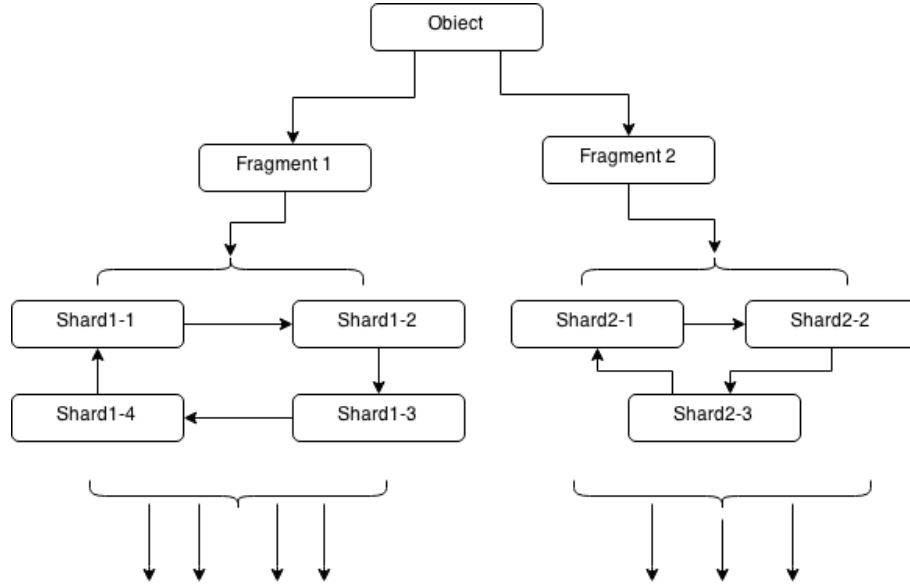 Obiect
Fragment 1
Fragment 2
Shard1-1
Shard1-2
Shard2-1
Shard2-2
Shard1-4
Shard1-3
Shard2-3